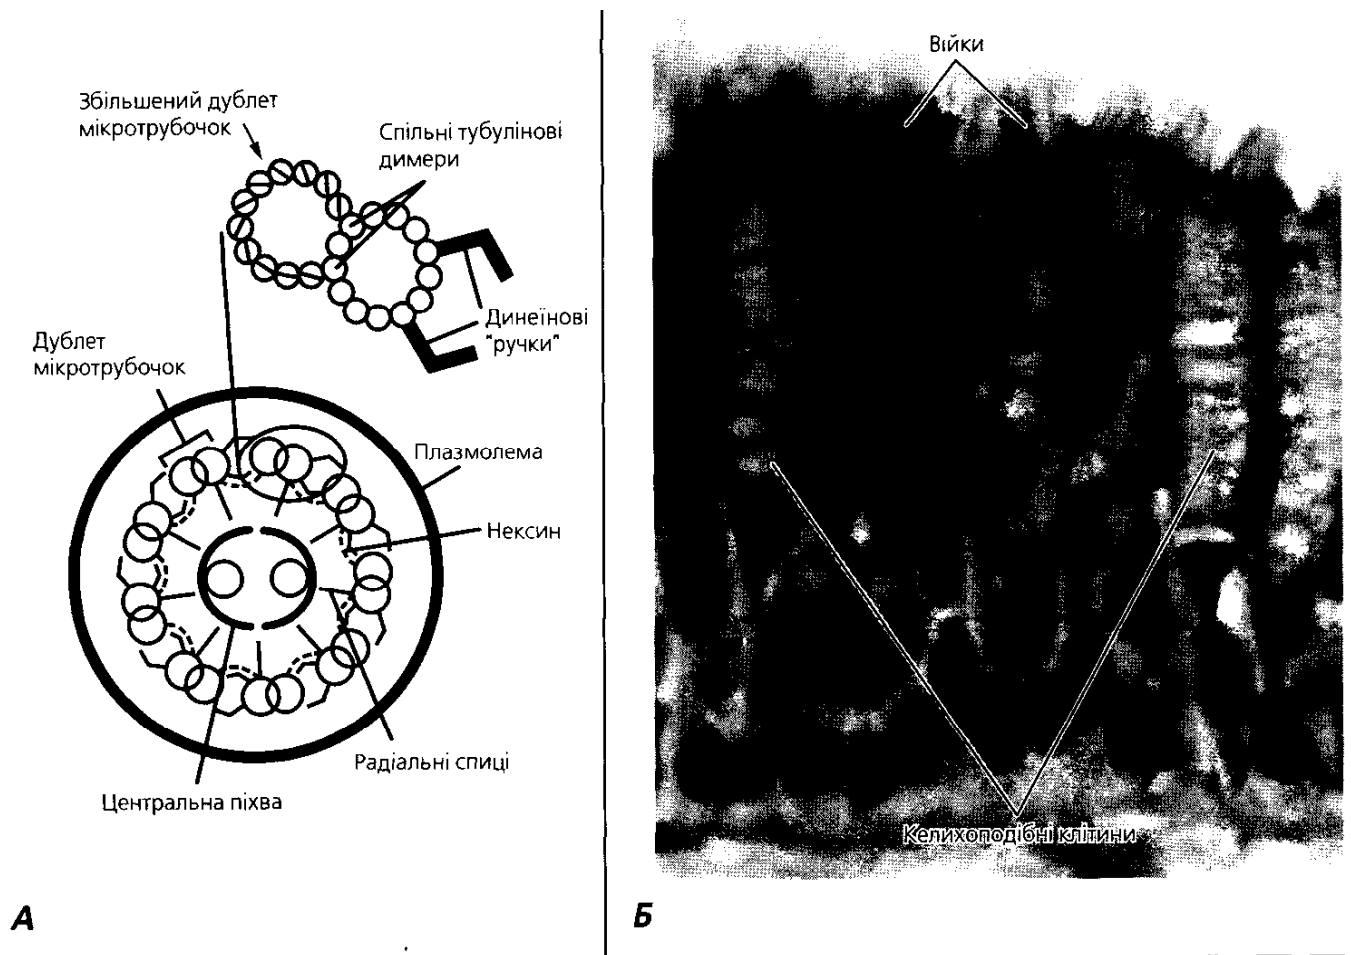 Збільшений дублет
мікротрубочок
Спільні тубулінові
димери
Динеїнові
"ручки"
Дублет
мікротрубочок
Плазмолема
Нексин
Радіальні спиці
Центральна піхва
А
Війки
Келихоподібні клітини
Б